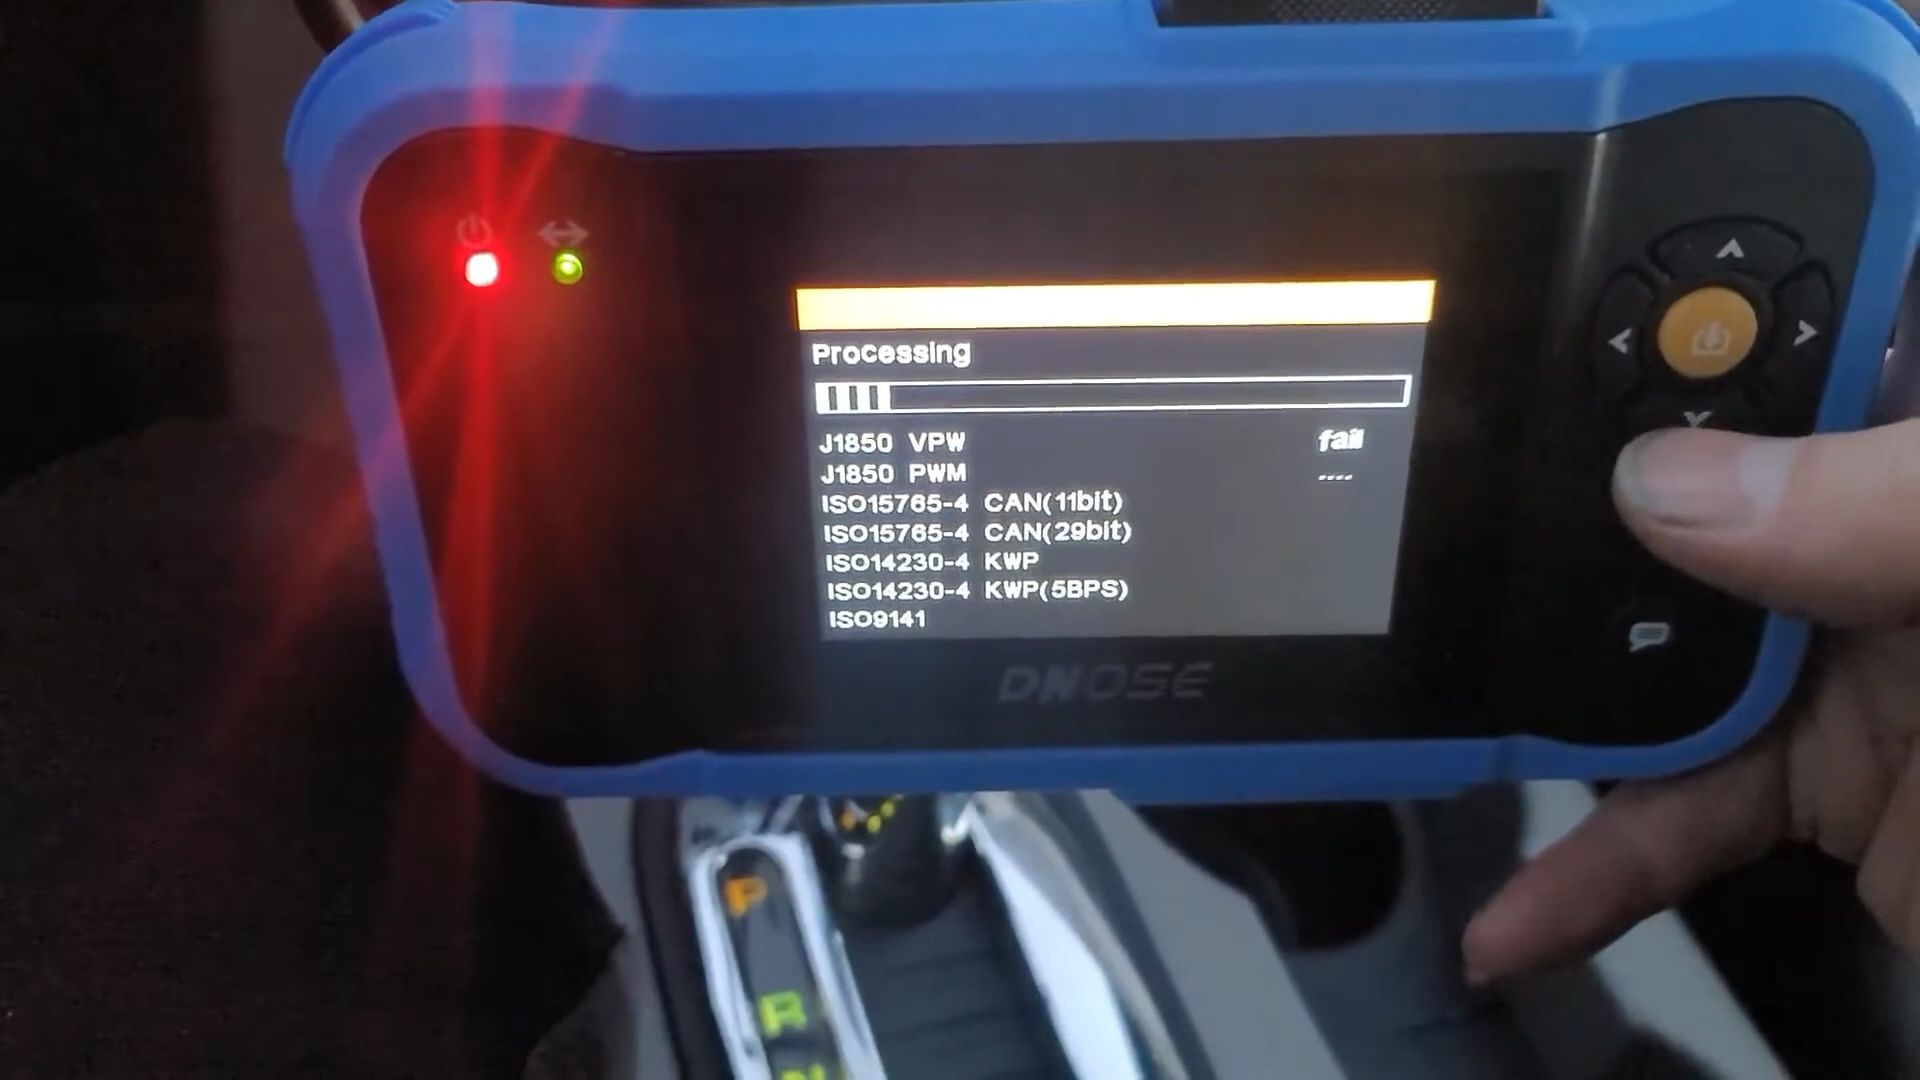 Processing
J1850 VPW fail
J1850 PWM ----
ISO15765-4 CAN(11bit)
ISO15765-4 CAN(29bit)
ISO14230-4 KWP
ISO14230-4 KWP(5BPS)
ISO9141
DNOSE
P
R
N